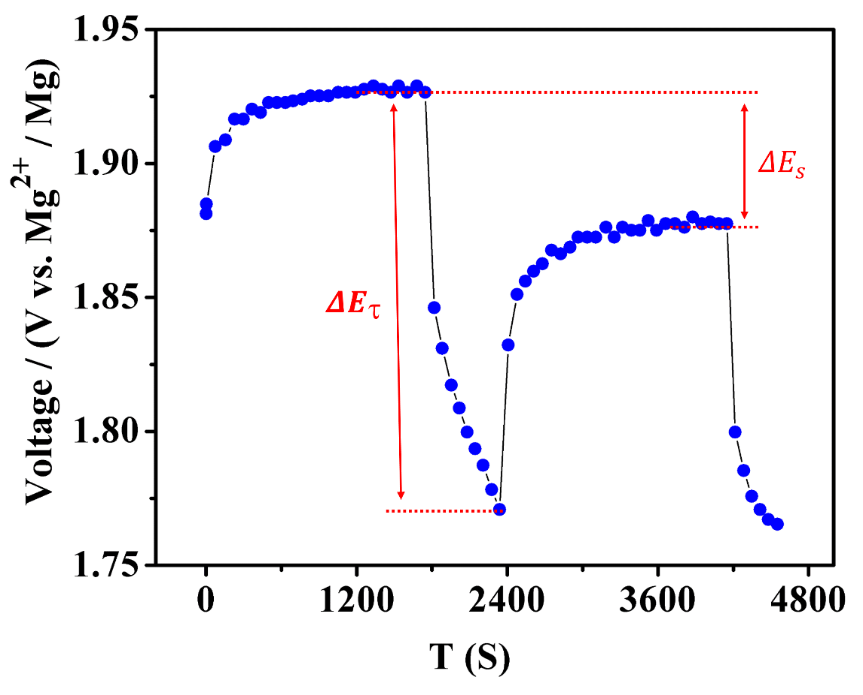 Voltage / (V vs. Mg²⁺ / Mg)
1.95
1.90
1.85
1.80
1.75
ΔEₛ
ΔE𝜏
0 1200 2400 3600 4800
T (S)